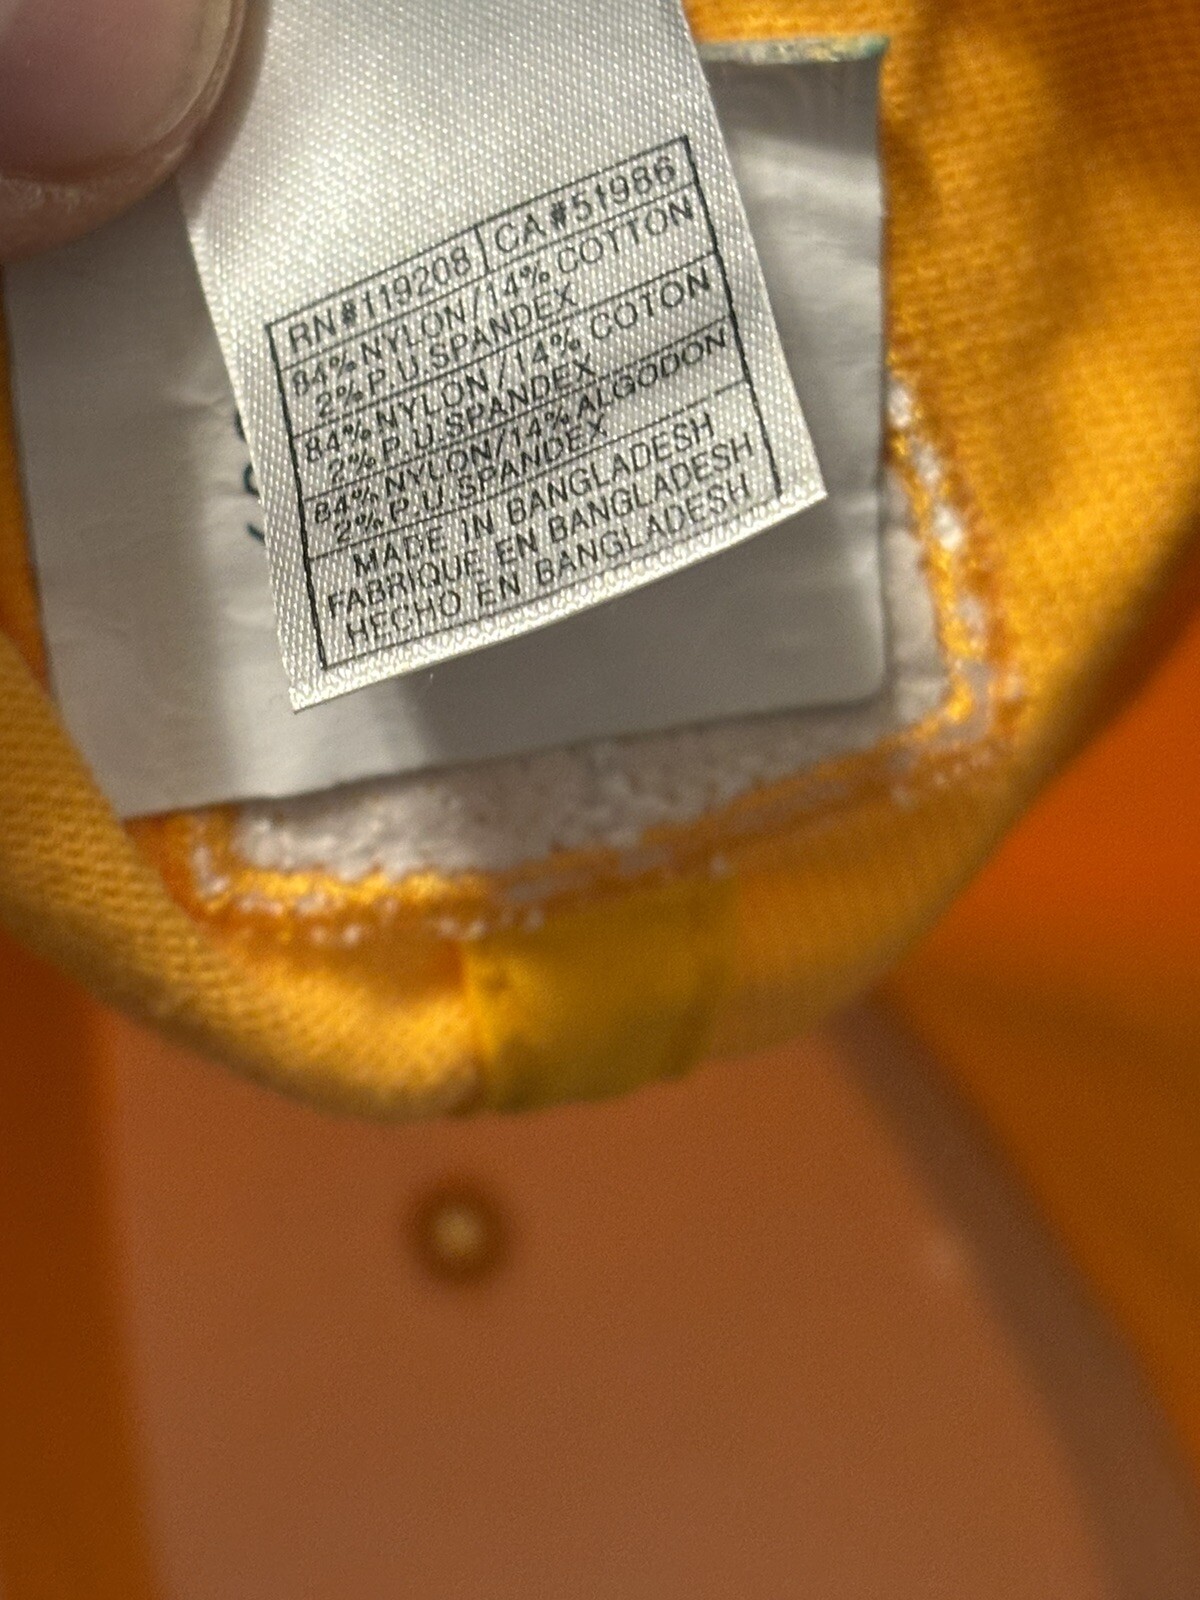 RN#119208 CA#51986
84% NYLON/14% COTTON
2% P.U.SPANDEX
84% NYLON/14% COTON
2% P.U.SPANDEX
84% NYLON/14% ALGODON
2% P.U.SPANDEX
MADE IN BANGLADESH
FABRIQUE EN BANGLADESH
HECHO EN BANGLADESH